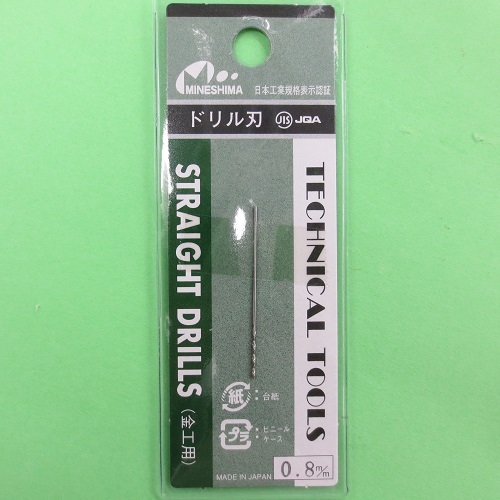 MINESHIMA
日本工業規格表示認証
ドリル刃
JIS JQA
TECHNICAL TOOLS
STRAIGHT DRILLS (金工用)
紙 : 台紙
プラ : ビニールケース
MADE IN JAPAN
0.8m/m